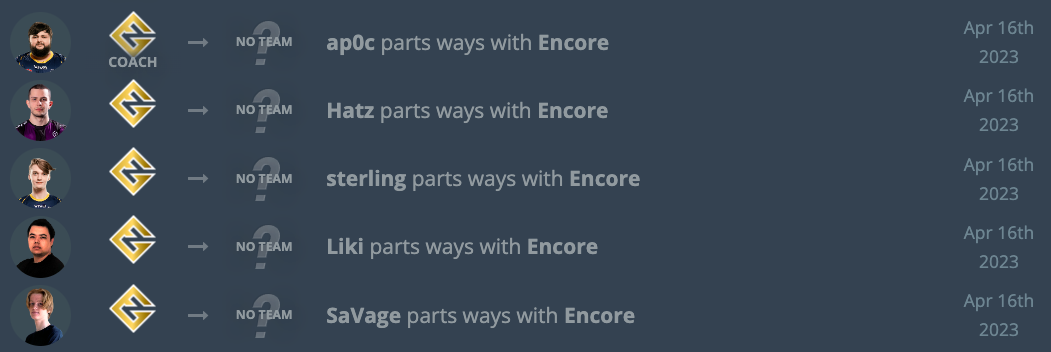 COACH
NO TEAM
ap0c parts ways with Encore
Apr 16th
2023
NO TEAM
Hatz parts ways with Encore
Apr 16th
2023
NO TEAM
sterling parts ways with Encore
Apr 16th
2023
NO TEAM
Liki parts ways with Encore
Apr 16th
2023
NO TEAM
SaVage parts ways with Encore
Apr 16th
2023